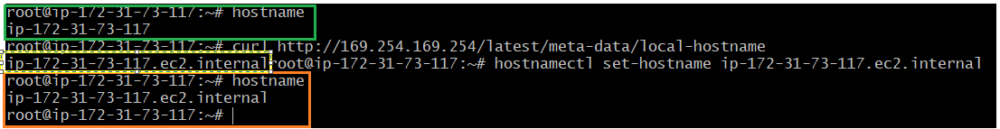 root@ip-172-31-73-117:~# hostname
ip-172-31-73-117
root@ip-172-31-73-117:~# curl http://169.254.169.254/latest/meta-data/local-hostname
ip-172-31-73-117.ec2.internalroot@ip-172-31-73-117:~# hostnamectl set-hostname ip-172-31-73-117.ec2.internal
root@ip-172-31-73-117:~# hostname
ip-172-31-73-117.ec2.internal
root@ip-172-31-73-117:~#